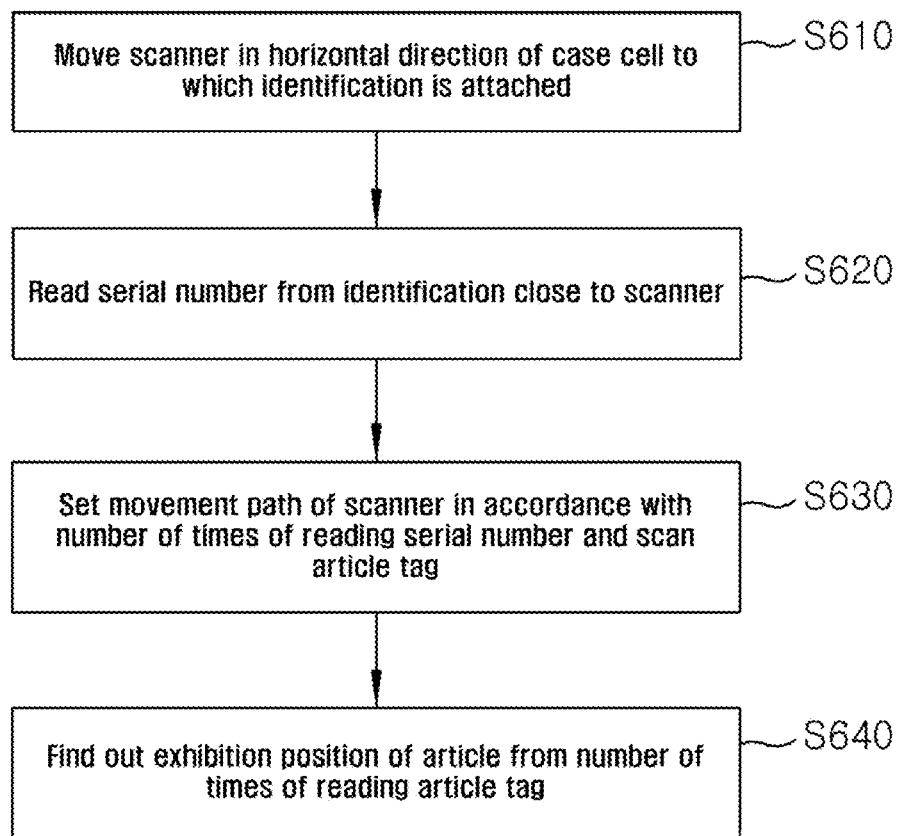 Move scanner in horizontal direction of case cell to
which identification is attached
S610
Read serial number from identification close to scanner
S620
Set movement path of scanner in accordance with
number of times of reading serial number and scan
article tag
S630
Find out exhibition position of article from number of
times of reading article tag
S640